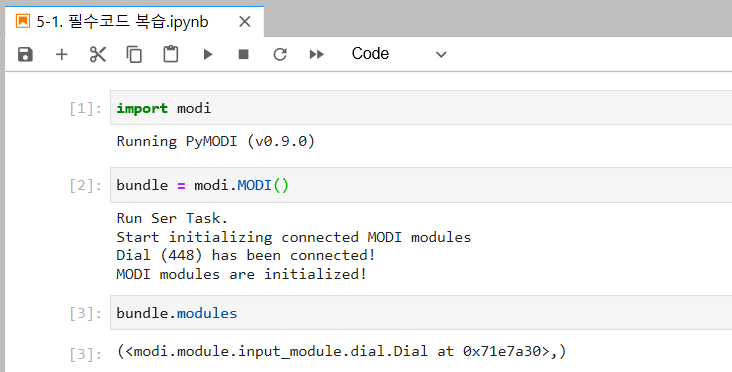 5-1. 필수코드 복습.ipynb
Code
[1]: import modi
Running PyMODI (v0.9.0)
[2]: bundle = modi.MODI()
Run Ser Task.
Start initializing connected MODI modules
Dial (448) has been connected!
MODI modules are initialized!
[3]: bundle.modules
[3]: (<modi.module.input_module.dial.Dial at 0x71e7a30>,)